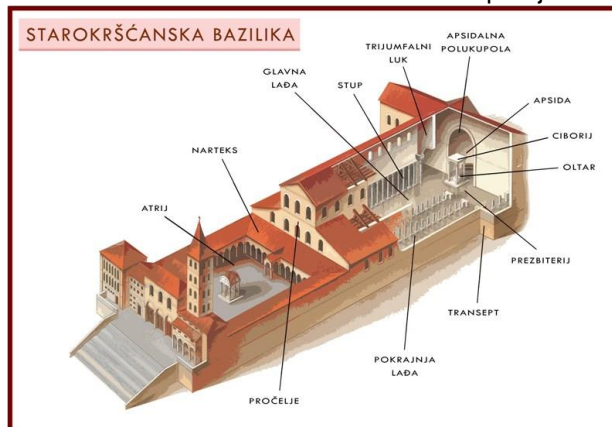 STAROKRŠĆANSKA BAZILIKA
TRIJUMFALNI
LUK
APSIDALNA
POLUKUPOLA
GLAVNA
LAĐA
STUP
APSIDA
CIBORIJ
OLTAR
NARTEKS
ATRIJ
PREZBITERIJ
TRANSEPT
POKRAJNJA
LAĐA
PROČELJE